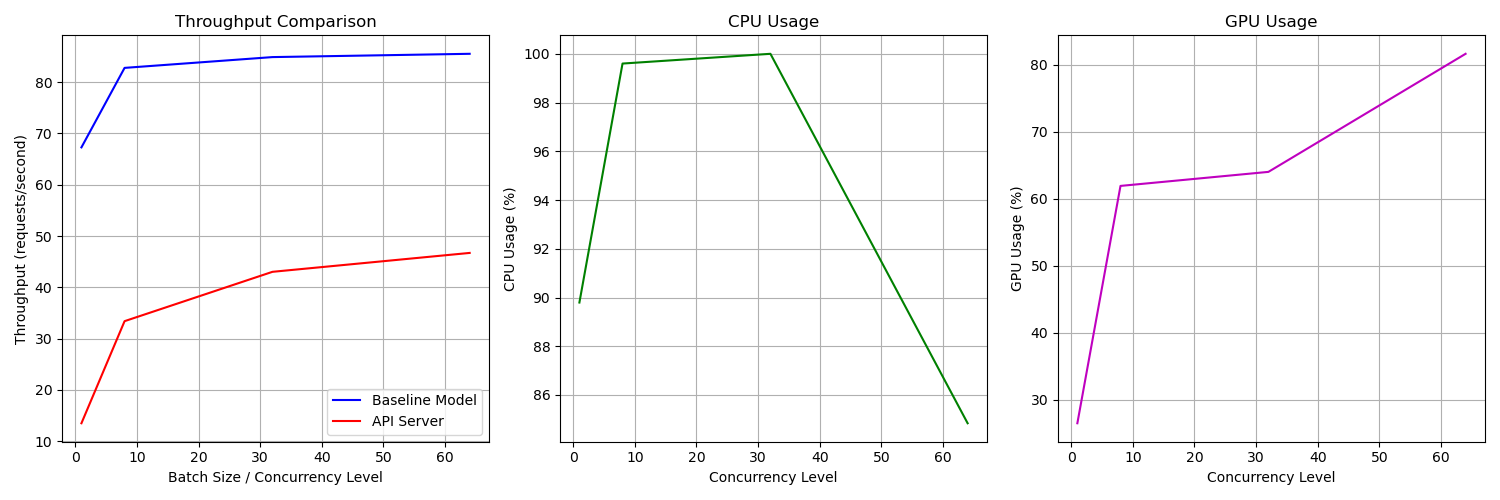 Throughput Comparison
Throughput (requests/second)
80
70
60
50
40
30
20
10
0 10 20 30 40 50 60
Batch Size / Concurrency Level
Baseline Model
API Server
CPU Usage
CPU Usage (%)
100
98
96
94
92
90
88
86
0 10 20 30 40 50 60
Concurrency Level
GPU Usage
GPU Usage (%)
80
70
60
50
40
30
0 10 20 30 40 50 60
Concurrency Level